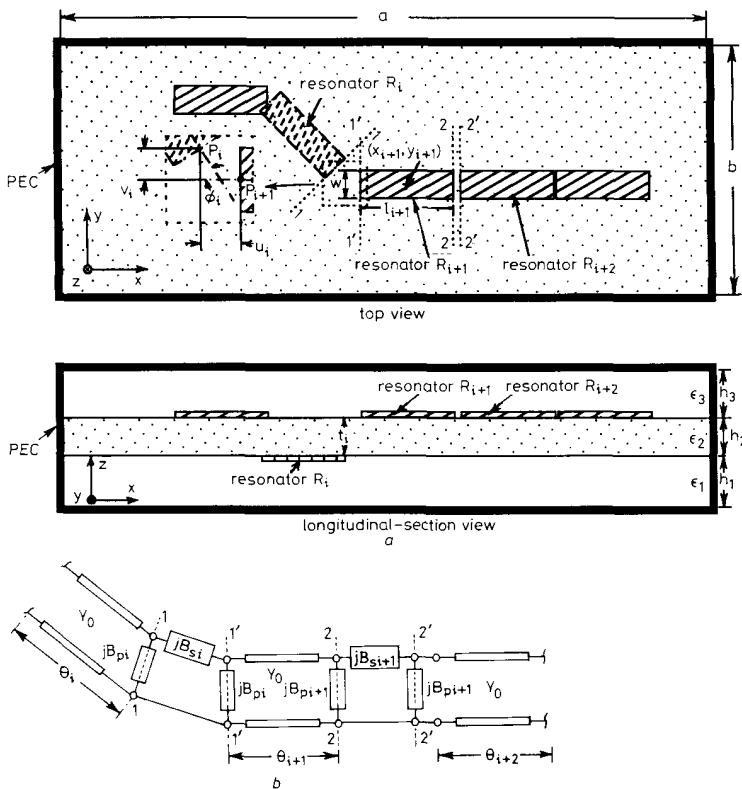 a
resonator R_i
1'
2
2'
(x_{i+1}, y_{i+1})
b
PEC
P_i
w
v_i
ϕ_i
P_{i+1}
l_{i+1}
u_i
1'
2
2'
y
z
x
resonator R_{i+1}
resonator R_{i+2}
top view
resonator R_{i+1}
resonator R_{i+2}
ϵ_3
h_3
PEC
t_i
ϵ_2
h_2
resonator R_i
z
y
x
ϵ_1
h_1
longitudinal-section view
a
Y_0
1
1'
2
2'
jB_{pi}
jB_{si}
jB_{si+1}
θ_i
jB_{pi}
Y_0
jB_{pi+1}
jB_{pi+1}
Y_0
1
1'
2
2'
θ_{i+1}
θ_{i+2}
b